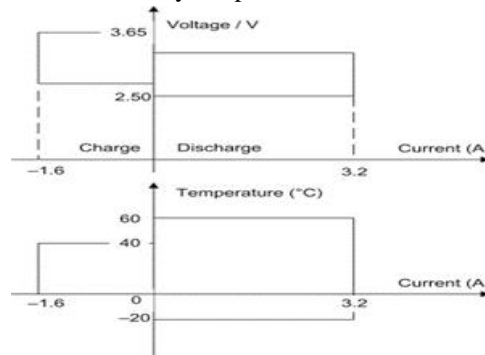 Voltage / V
3.65
2.50
Charge Discharge Current (A
−1.6 3.2
Temperature (°C)
60
40
Current (A
−1.6 0 3.2
−20